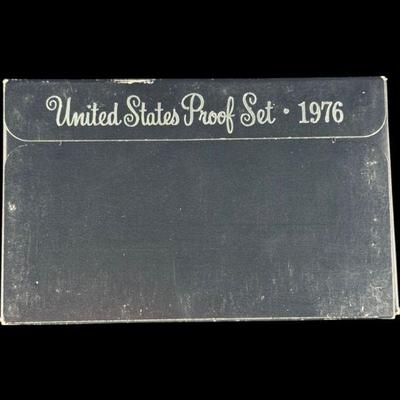 United States Proof Set · 1976